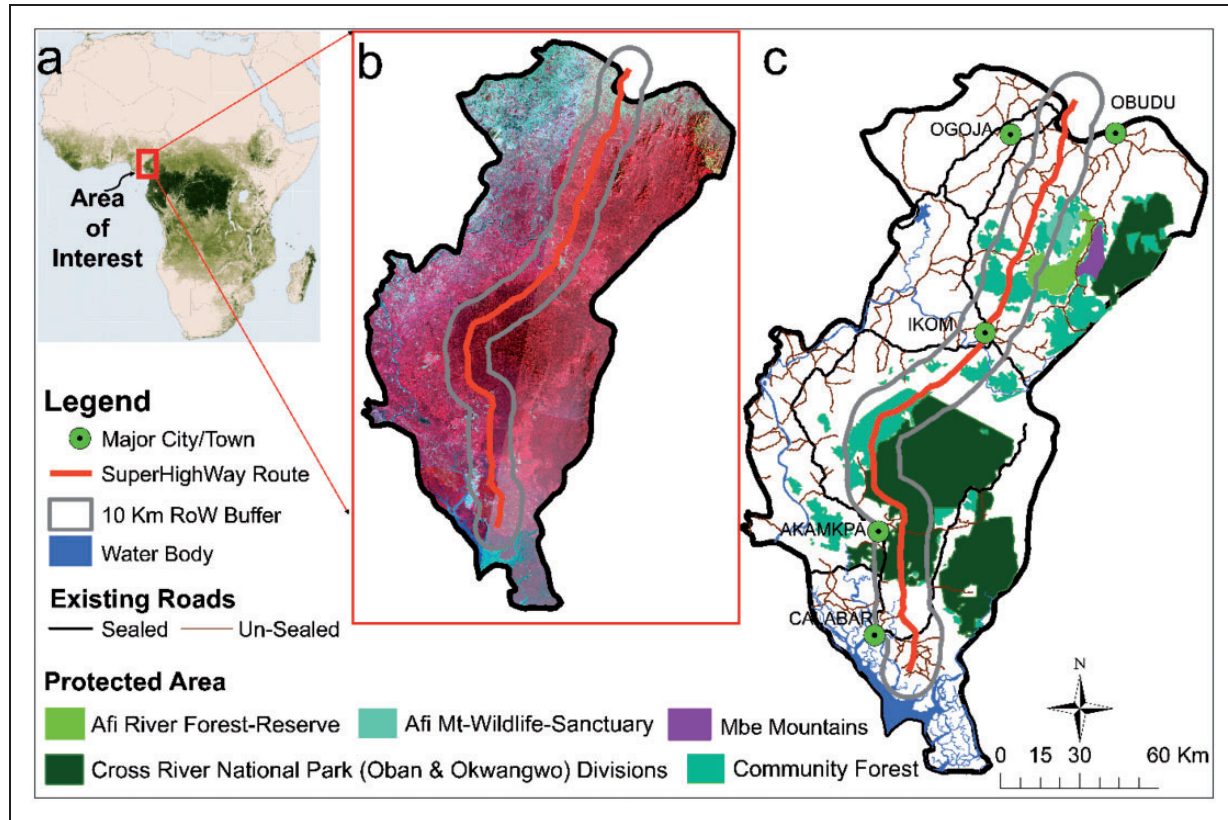 a
b
c
Area
of
Interest
OBUDU
OGOJA
IKOM
AKAMKPA
CALABAR
Legend
Major City/Town
SuperHighWay Route
10 Km RoW Buffer
Water Body
Existing Roads
Sealed Un-Sealed
Protected Area
Afi River Forest-Reserve Afi Mt-Wildlife-Sanctuary Mbe Mountains
Cross River National Park (Oban & Okwangwo) Divisions Community Forest
N
0 15 30 60 Km